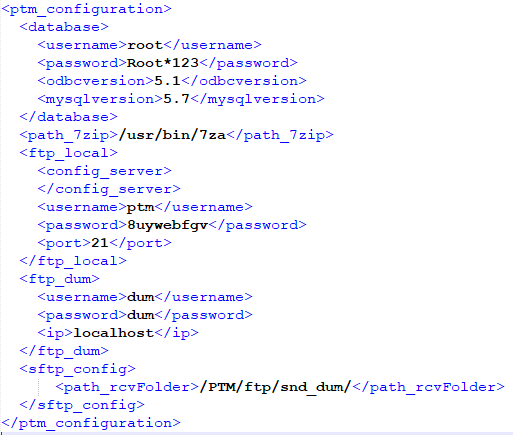 <ptm_configuration>
<database>
<username>root</username>
<password>Root*123</password>
<odbcversion>5.1</odbcversion>
<mysqlversion>5.7</mysqlversion>
</database>
<path_7zip>/usr/bin/7za</path_7zip>
<ftp_local>
<config_server>
</config_server>
<username>ptm</username>
<password>8uywebfgv</password>
<port>21</port>
</ftp_local>
<ftp_dum>
<username>dum</username>
<password>dum</password>
<ip>localhost</ip>
</ftp_dum>
<sftp_config>
<path_rcvFolder>/PTM/ftp/snd_dum/</path_rcvFolder>
</sftp_config>
</ptm_configuration>